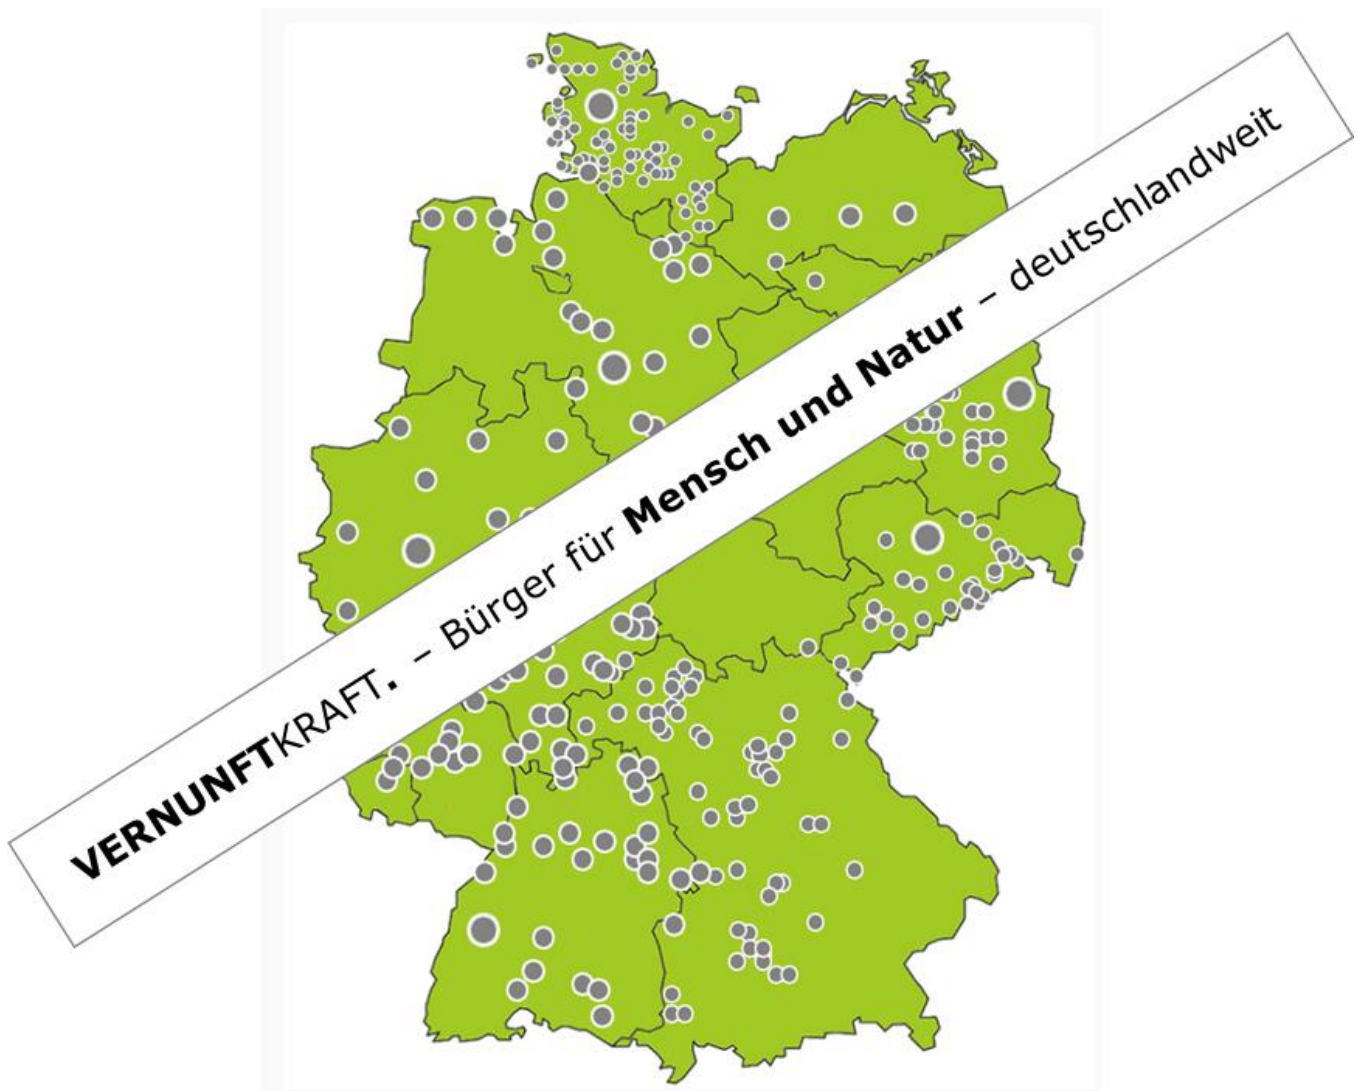 VERNUNFTKRAFT. – Bürger für Mensch und Natur – deutschlandweit